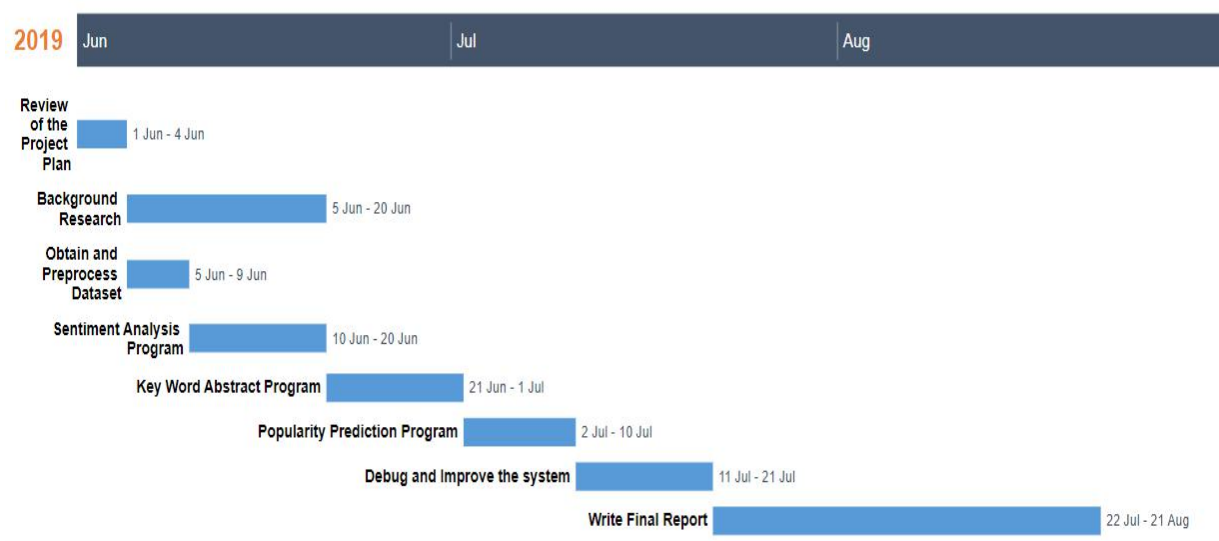 2019 Jun Jul Aug
Review
of the
Project
Plan
1 Jun - 4 Jun
Background
Research
5 Jun - 20 Jun
Obtain and
Preprocess
Dataset
5 Jun - 9 Jun
Sentiment Analysis
Program
10 Jun - 20 Jun
Key Word Abstract Program 21 Jun - 1 Jul
Popularity Prediction Program 2 Jul - 10 Jul
Debug and Improve the system 11 Jul - 21 Jul
Write Final Report 22 Jul - 21 Aug